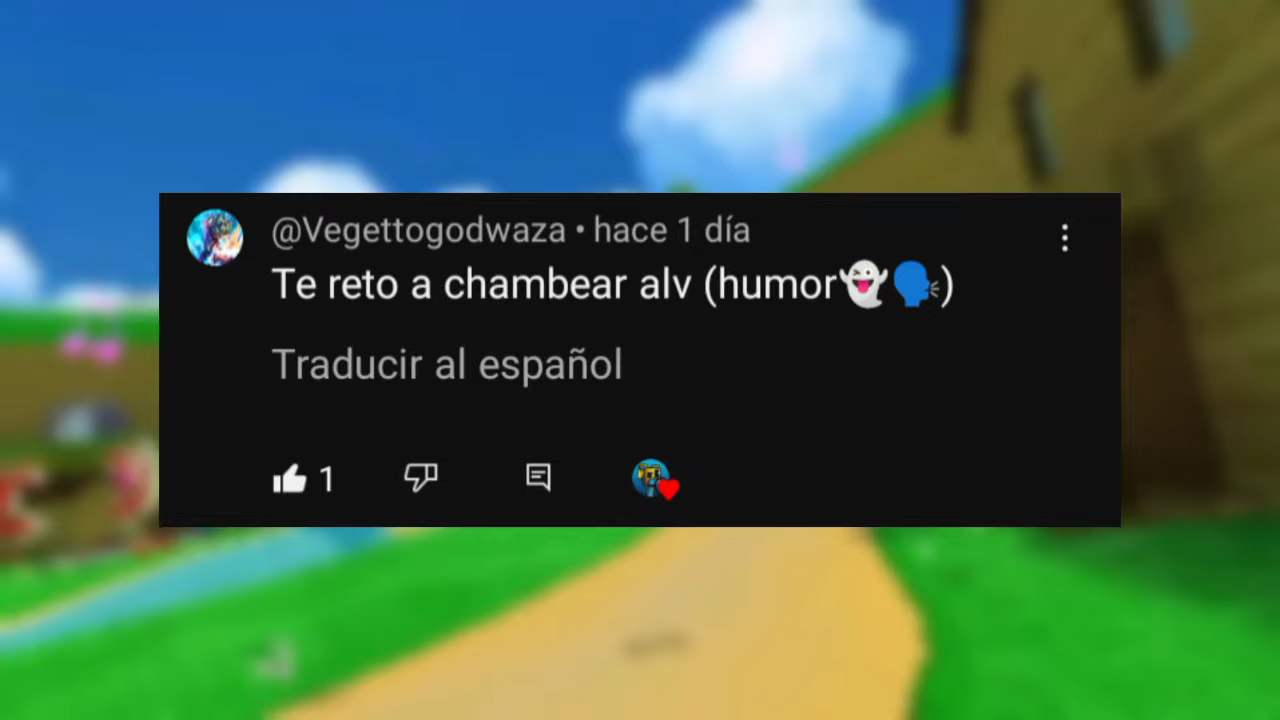 @Vegettogodwaza • hace 1 día
Te reto a chambear alv (humor👻🗣️)
Traducir al español
1